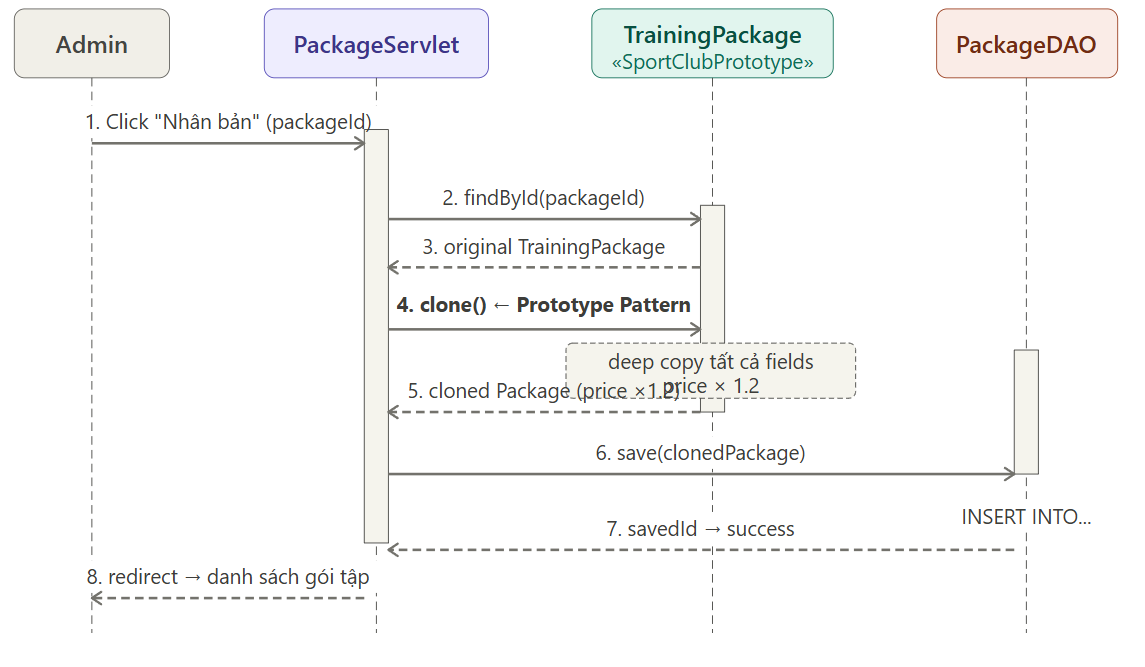 Admin
PackageServlet
TrainingPackage
«SportClubPrototype»
PackageDAO
1. Click "Nhân bản" (packageId)
2. findById(packageId)
3. original TrainingPackage
4. clone() ← Prototype Pattern
deep copy tất cả fields
price × 1.2
5. cloned Package (price ×1.2)
6. save(clonedPackage)
INSERT INTO...
7. savedId → success
8. redirect → danh sách gói tập